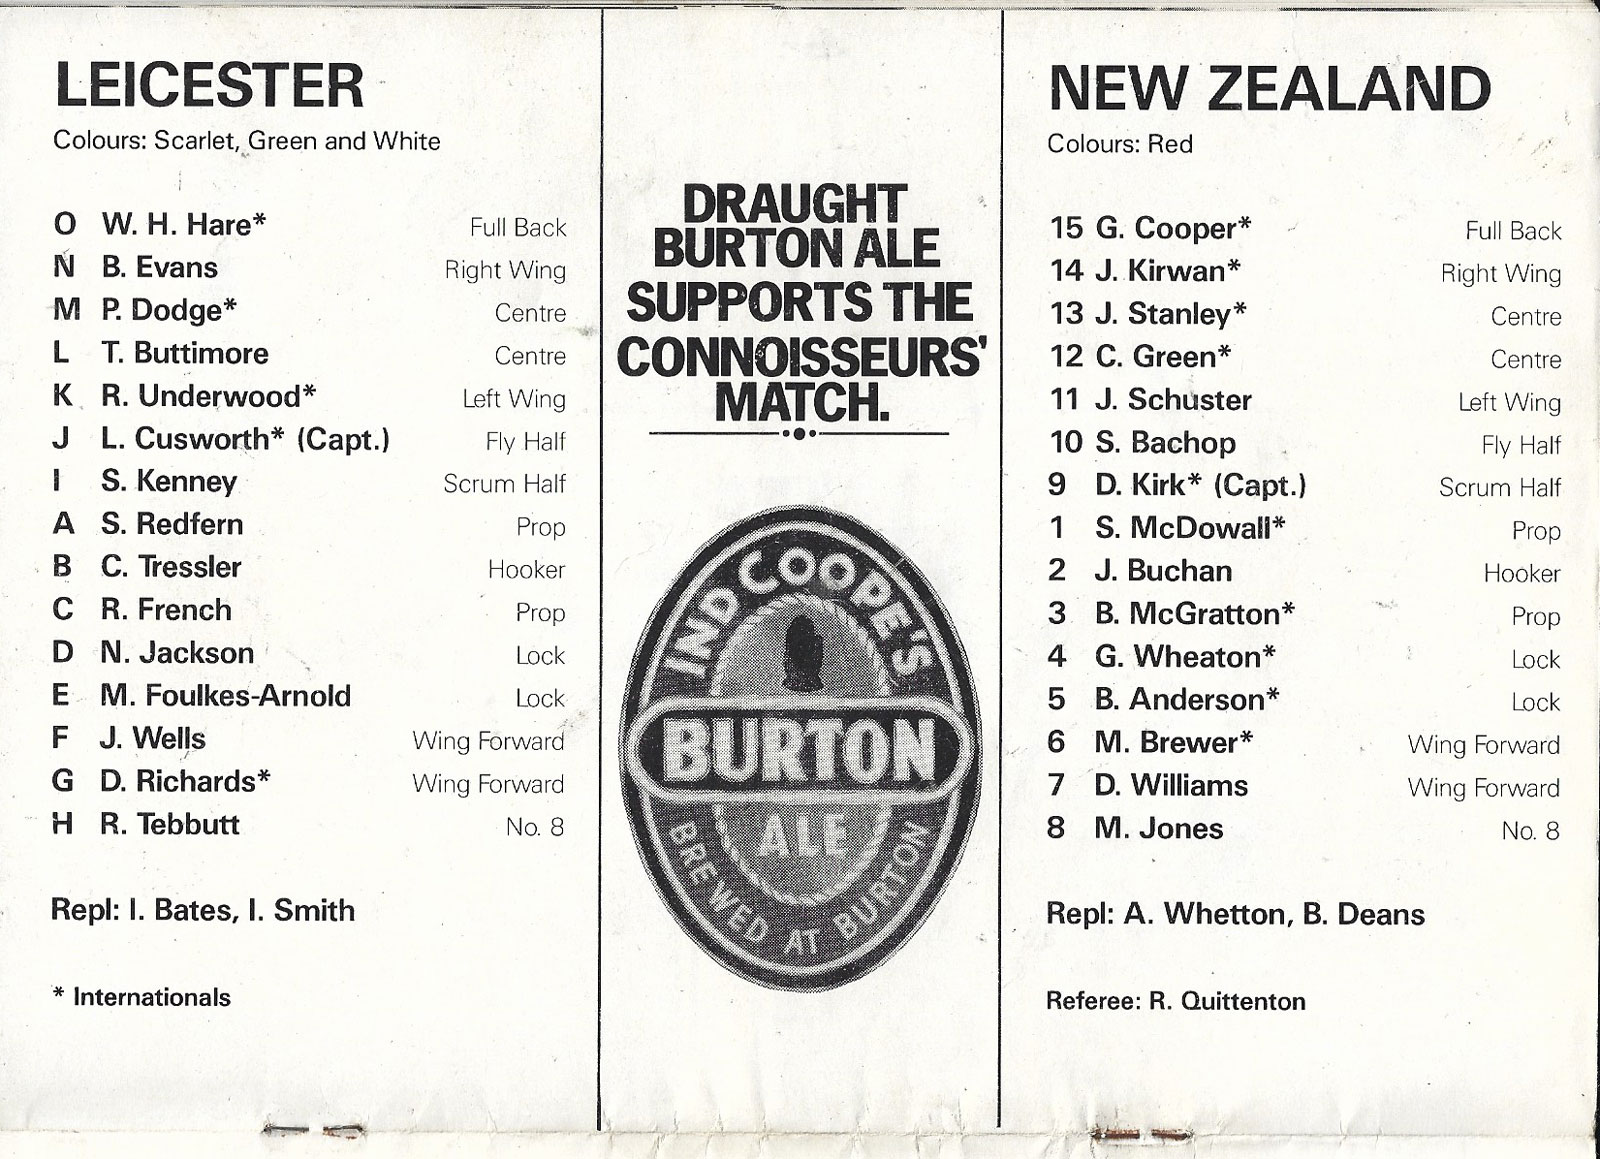 LEICESTER
Colours: Scarlet, Green and White
O W. H. Hare* Full Back
N B. Evans Right Wing
M P. Dodge* Centre
L T. Buttimore Centre
K R. Underwood* Left Wing
J L. Cusworth* (Capt.) Fly Half
I S. Kenney Scrum Half
A S. Redfern Prop
B C. Tressler Hooker
C R. French Prop
D N. Jackson Lock
E M. Foulkes-Arnold Lock
F J. Wells Wing Forward
G D. Richards* Wing Forward
H R. Tebbutt No. 8
Repl: I. Bates, I. Smith
* Internationals
DRAUGHT
BURTON ALE
SUPPORTS THE
CONNOISSEURS'
MATCH.
IND COOPE'S
BURTON
ALE
BREWED AT BURTON
NEW ZEALAND
Colours: Red
15 G. Cooper* Full Back
14 J. Kirwan* Right Wing
13 J. Stanley* Centre
12 C. Green* Centre
11 J. Schuster Left Wing
10 S. Bachop Fly Half
9 D. Kirk* (Capt.) Scrum Half
1 S. McDowall* Prop
2 J. Buchan Hooker
3 B. McGratton* Prop
4 G. Wheaton* Lock
5 B. Anderson* Lock
6 M. Brewer* Wing Forward
7 D. Williams Wing Forward
8 M. Jones No. 8
Repl: A. Whetton, B. Deans
Referee: R. Quittenton